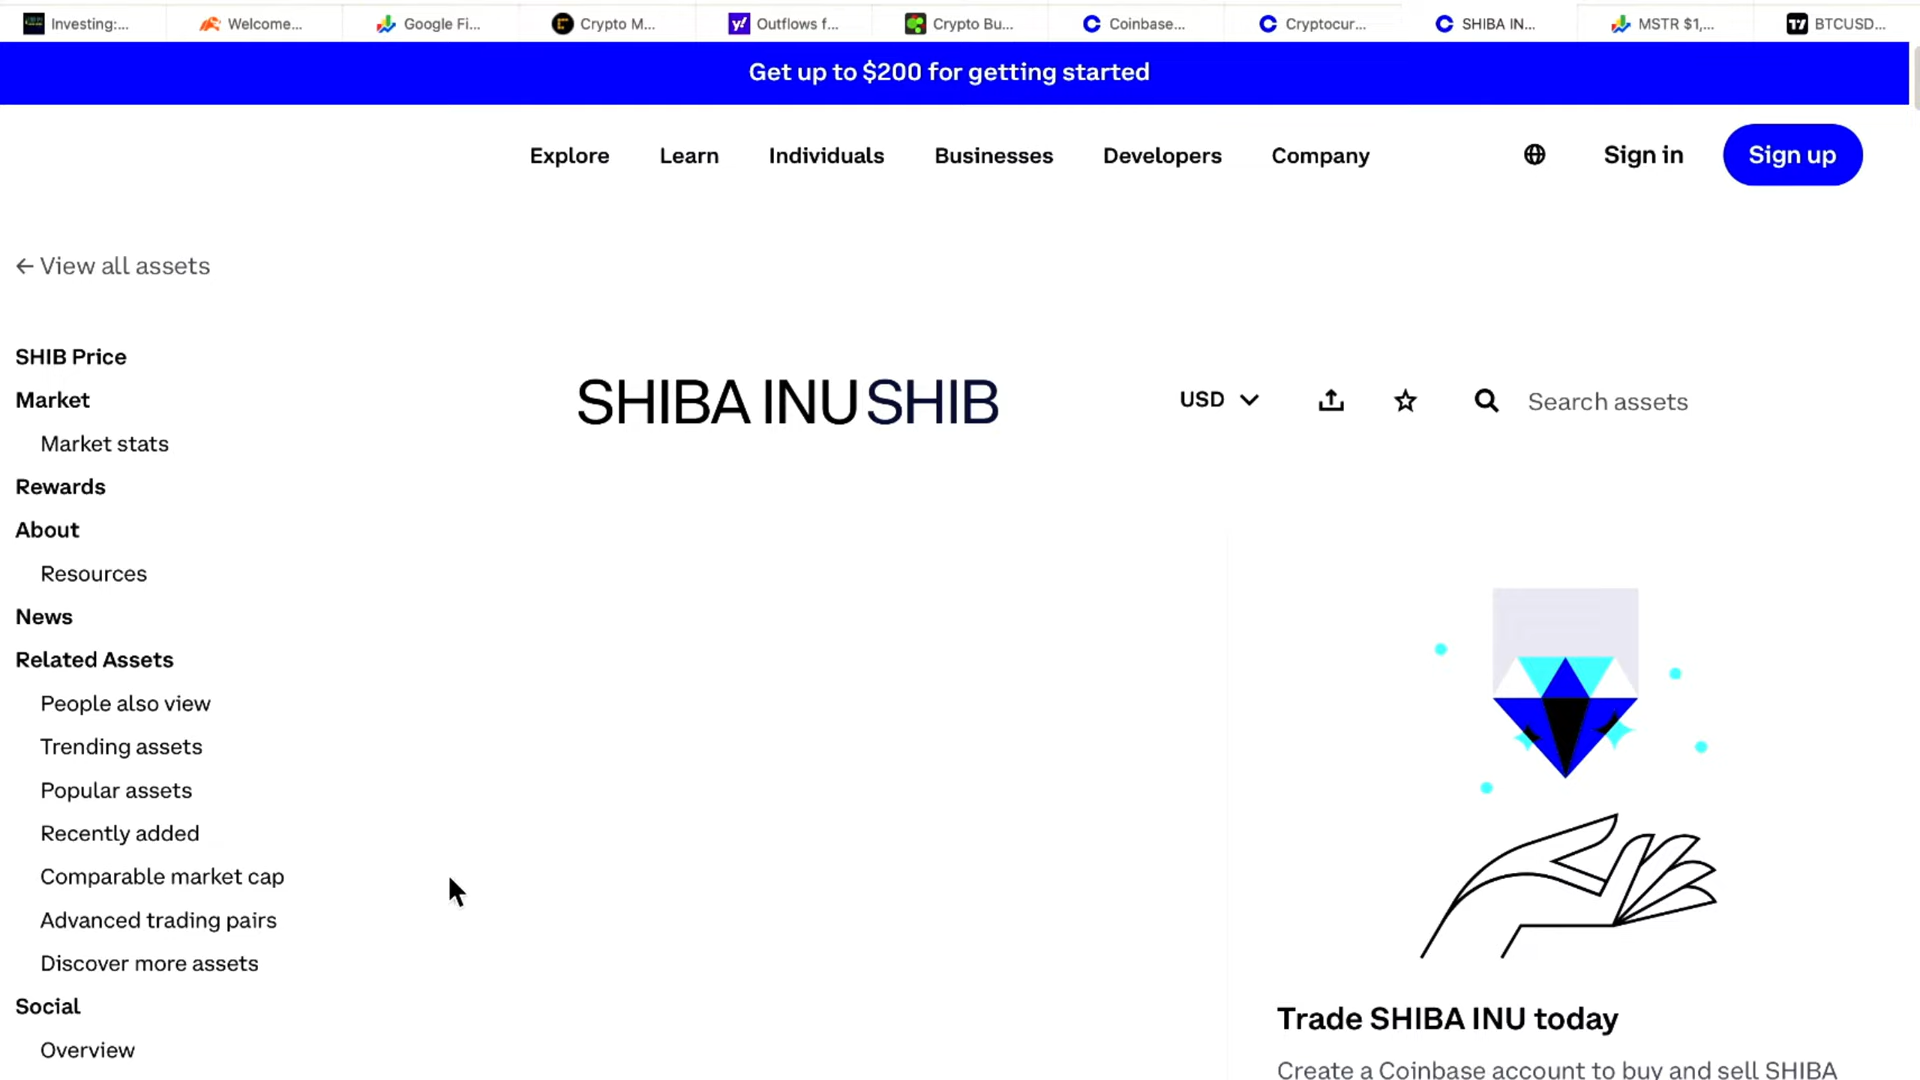 Investing:...
Welcome...
Google Fi...
Crypto M...
Outflows f...
Crypto Bu...
Coinbase...
Cryptocur...
SHIBA IN...
MSTR $1,...
BTCUSD...
Get up to $200 for getting started
Explore
Learn
Individuals
Businesses
Developers
Company
Sign in
Sign up
← View all assets
SHIB Price
Market
Market stats
Rewards
About
Resources
News
Related Assets
People also view
Trending assets
Popular assets
Recently added
Comparable market cap
Advanced trading pairs
Discover more assets
Social
Overview
SHIBA INU SHIB
USD
Search assets
Trade SHIBA INU today
Create a Coinbase account to buy and sell SHIBA